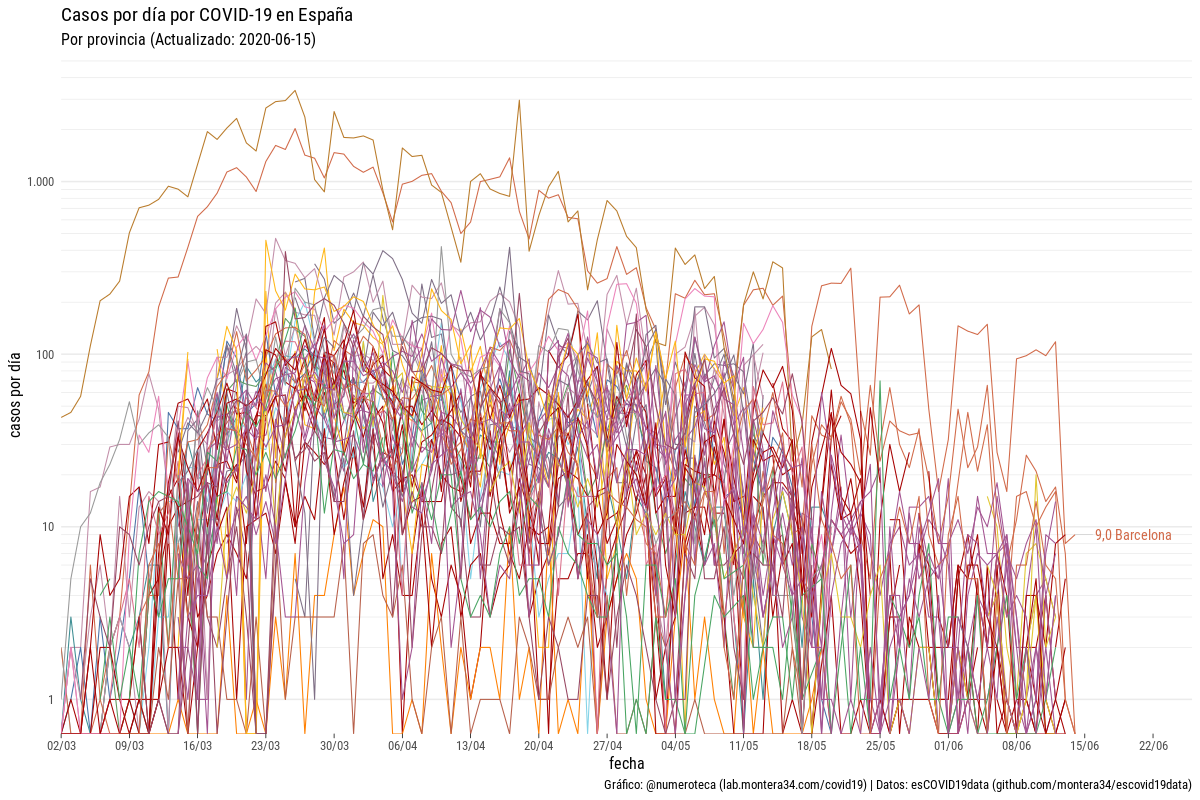 Casos por día por COVID-19 en España
Por provincia (Actualizado: 2020-06-15)
casos por día
1.000
100
10
1
9,0 Barcelona
02/03 09/03 16/03 23/03 30/03 06/04 13/04 20/04 27/04 04/05 11/05 18/05 25/05 01/06 08/06 15/06 22/06
fecha
Gráfico: @numeroteca (lab.montera34.com/covid19) | Datos: esCOVID19data (github.com/montera34/escovid19data)